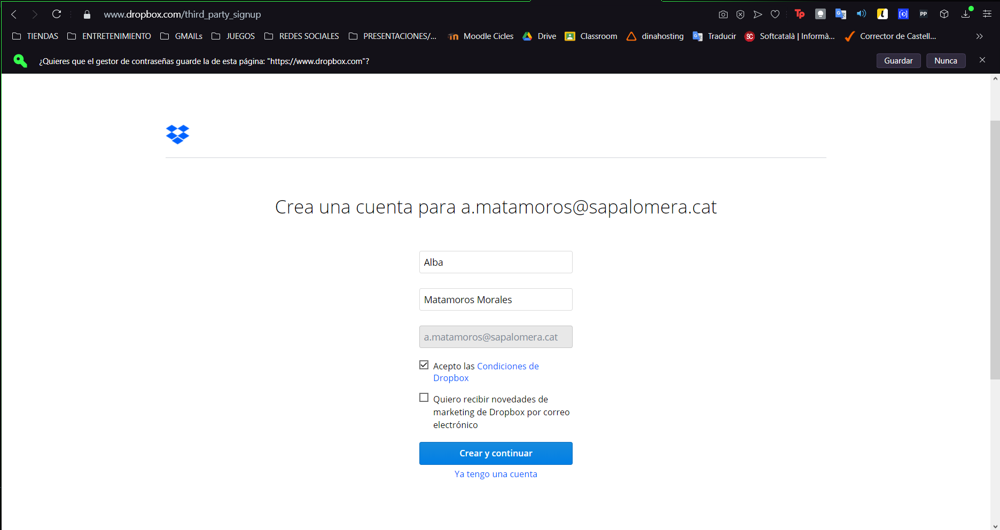 www.dropbox.com/third_party_signup
TIENDAS ENTRETENIMIENTO GMAILs JUEGOS REDES SOCIALES PRESENTACIONES/... Moodle Cicles Drive Classroom dinahosting Traducir Softcatalà | Informà... Corrector de Castell...
¿Quieres que el gestor de contraseñas guarde la de esta página: "https://www.dropbox.com"? Guardar Nunca
Crea una cuenta para a.matamoros@sapalomera.cat
Alba
Matamoros Morales
a.matamoros@sapalomera.cat
Acepto las Condiciones de
Dropbox
Quiero recibir novedades de
marketing de Dropbox por correo
electrónico
Crear y continuar
Ya tengo una cuenta